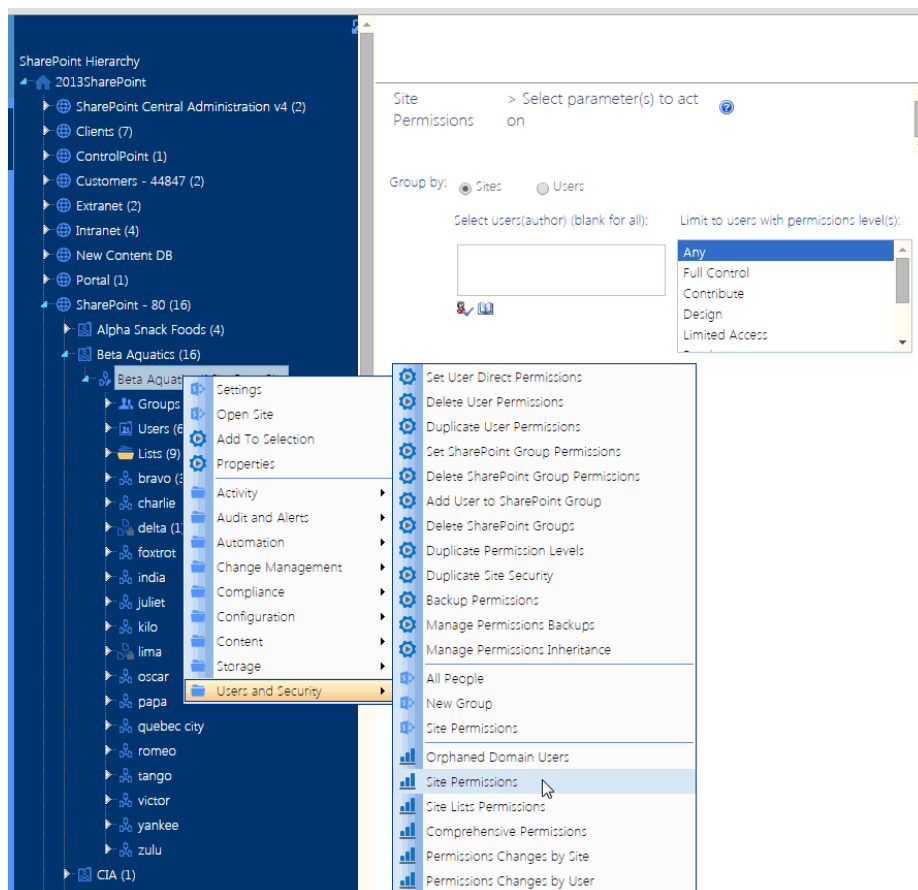 SharePoint Hierarchy
2013SharePoint
SharePoint Central Administration v4 (2)
Clients (7)
ControlPoint (1)
Customers - 44847 (2)
Extranet (2)
Intranet (4)
New Content DB
Portal (1)
SharePoint - 80 (16)
Alpha Snack Foods (4)
Beta Aquatics (16)
Groups
Users (6
Lists (9)
bravo (3
charlie
delta (1)
foxtrot
india
juliet
kilo
lima
oscar
papa
quebec city
romeo
tango
victor
yankee
zulu
CIA (1)
Site Permissions > Select parameter(s) to act on
Group by:
Sites
Users
Select users(author) (blank for all):
Limit to users with permissions level(s):
Any
Full Control
Contribute
Design
Limited Access
Settings
Open Site
Add To Selection
Properties
Activity
Audit and Alerts
Automation
Change Management
Compliance
Configuration
Content
Storage
Users and Security
Set User Direct Permissions
Delete User Permissions
Duplicate User Permissions
Set SharePoint Group Permissions
Delete SharePoint Group Permissions
Add User to SharePoint Group
Delete SharePoint Groups
Duplicate Permission Levels
Duplicate Site Security
Backup Permissions
Manage Permissions Backups
Manage Permissions Inheritance
All People
New Group
Site Permissions
Orphaned Domain Users
Site Permissions
Site Lists Permissions
Comprehensive Permissions
Permissions Changes by Site
Permissions Changes by User